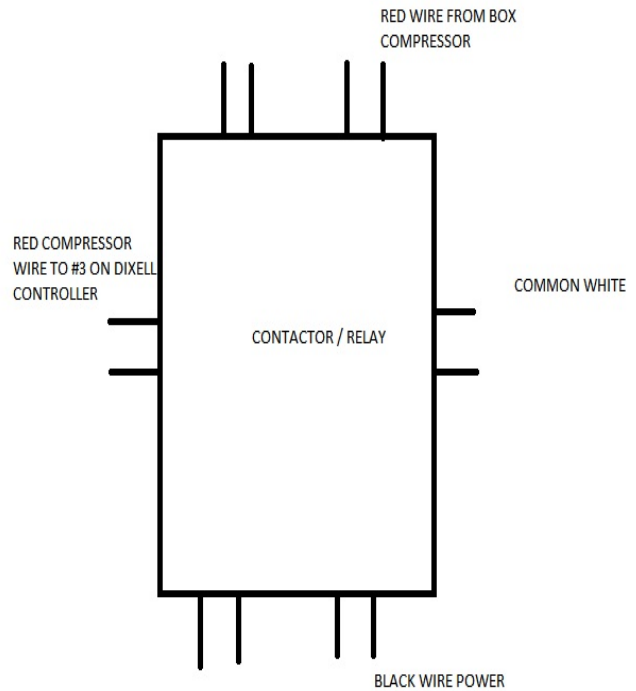 RED WIRE FROM BOX
COMPRESSOR
RED COMPRESSOR
WIRE TO #3 ON DIXELL
CONTROLLER
COMMON WHITE
CONTACTOR / RELAY
BLACK WIRE POWER